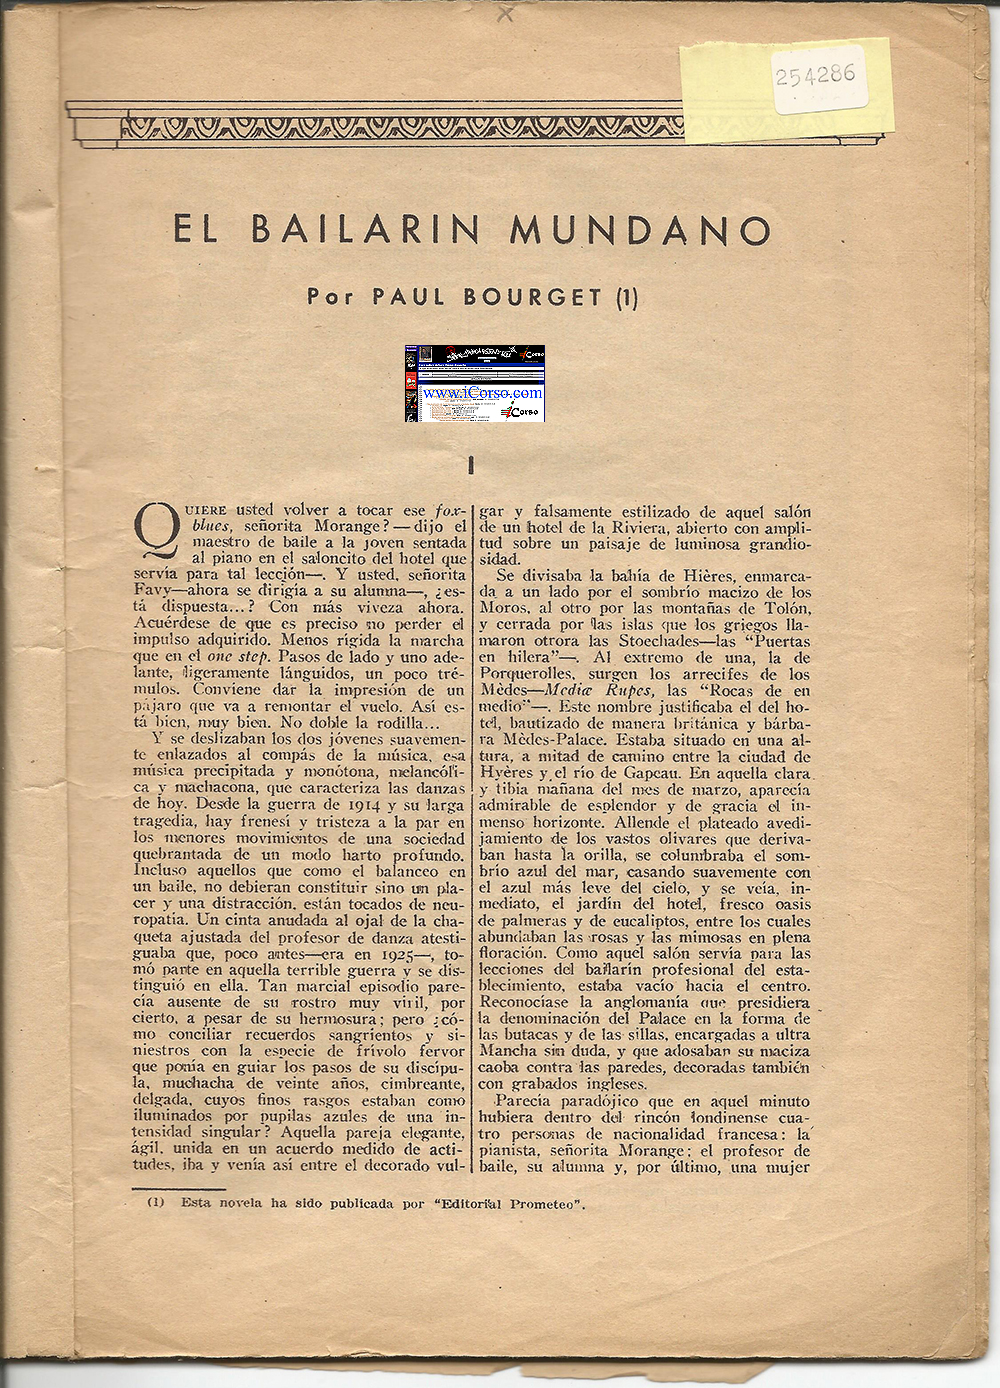 254286
EL BAILARIN MUNDANO
Por PAUL BOURGET (1)
www.iCorso.com
iCorso
I
QUIERE usted volver a tocar ese fox-
blues, señorita Morange? — dijo el
maestro de baile a la joven sentada
al piano en el saloncito del hotel que
servía para tal lección—. Y usted, señorita
Favy—ahora se dirigía a su alumna—, ¿es-
tá dispuesta...? Con más viveza ahora.
Acuérdese de que es preciso no perder el
impulso adquirido. Menos rígida la marcha
que en el one step. Pasos de lado y uno ade-
lante, ligeramente lánguidos, un poco tré-
mulos. Conviene dar la impresión de un
pájaro que va a remontar el vuelo. Así es-
tá bien, muy bien. No doble la rodilla...
Y se deslizaban los dos jóvenes suavemen-
te enlazados al compás de la música, esa
música precipitada y monótona, melancóli-
ca y machacona, que caracteriza las danzas
de hoy. Desde la guerra de 1914 y su larga
tragedia, hay frenesí y tristeza a la par en
los menores movimientos de una sociedad
quebrantada de un modo harto profundo.
Incluso aquellos que como el balanceo en
un baile, no debieran constituir sino un pla-
cer y una distracción, están tocados de neu-
ropatía. Un cinta anudada al ojal de la cha-
queta ajustada del profesor de danza atesti-
guaba que, poco antes—era en 1925—, to-
mó parte en aquella terrible guerra y se dis-
tinguió en ella. Tan marcial episodio pare-
cía ausente de su rostro muy viril, por
cierto, a pesar de su hermosura; pero ¿có-
mo conciliar recuerdos sangrientos y si-
niestros con la especie de frívolo fervor
que ponía en guiar los pasos de su discípu-
la, muchacha de veinte años, cimbreante,
delgada, cuyos finos rasgos estaban como
iluminados por pupilas azules de una in-
tensidad singular? Aquella pareja elegante,
ágil, unida en un acuerdo medido de acti-
tudes, iba y venía así entre el decorado vul-
gar y falsamente estilizado de aquel salón
de un hotel de la Riviera, abierto con ampli-
tud sobre un paisaje de luminosa grandio-
sidad.
Se divisaba la bahía de Hières, enmarca-
da a un lado por el sombrío macizo de los
Moros, al otro por las montañas de Tolón,
y cerrada por las islas que los griegos lla-
maron otrora las Stoechades—las "Puertas
en hilera"—. Al extremo de una, la de
Porquerolles, surgen los arrecifes de los
Mèdes—Mediæ Rupes, las "Rocas de en
medio"—. Este nombre justificaba el del ho-
tel, bautizado de manera británica y bárba-
ra Mèdes-Palace. Estaba situado en una al-
tura, a mitad de camino entre la ciudad de
Hyères y el río de Gapeau. En aquella clara
y tibia mañana del mes de marzo, aparecía
admirable de esplendor y de gracia el in-
menso horizonte. Allende el plateado avedi-
jamiento de los vastos olivares que deriva-
ban hasta la orilla, se columbraba el som-
brío azul del mar, casando suavemente con
el azul más leve del cielo, y se veía, in-
mediato, el jardín del hotel, fresco oasis
de palmeras y de eucaliptos, entre los cuales
abundaban las rosas y las mimosas en plena
floración. Como aquel salón servía para las
lecciones del bailarín profesional del esta-
blecimiento, estaba vacío hacia el centro.
Reconocíase la anglomanía que presidiera
la denominación del Palace en la forma de
las butacas y de las sillas, encargadas a ultra
Mancha sin duda, y que adosaban su maciza
caoba contra las paredes, decoradas también
con grabados ingleses.
Parecía paradójico que en aquel minuto
hubiera dentro del rincón londinense cua-
tro personas de nacionalidad francesa: la
pianista, señorita Morange; el profesor de
baile, su alumna y, por último, una mujer
(1) Esta novela ha sido publicada por "Editorial Prometeo".